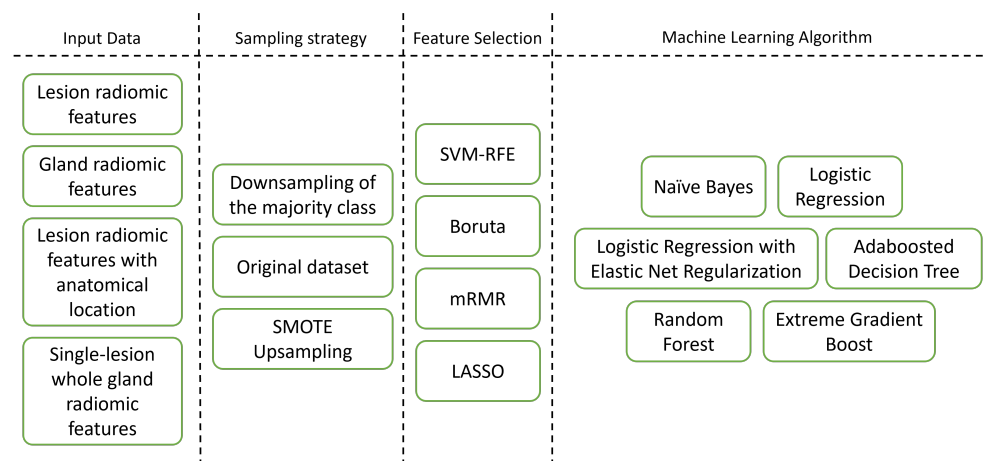 Input Data
Sampling strategy
Feature Selection
Machine Learning Algorithm
Lesion radiomic
features
Gland radiomic
features
Lesion radiomic
features with
anatomical
location
Single-lesion
whole gland
radiomic
features
Downsampling of
the majority class
Original dataset
SMOTE
Upsampling
SVM-RFE
Boruta
mRMR
LASSO
Naïve Bayes
Logistic
Regression
Logistic Regression with
Elastic Net Regularization
Adaboosted
Decision Tree
Random
Forest
Extreme Gradient
Boost